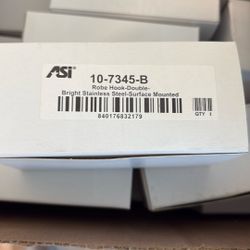 ASI
10-7345-B
Robe Hook-Double-
Bright Stainless Steel-Surface Mounted
840176832179
QTY 1